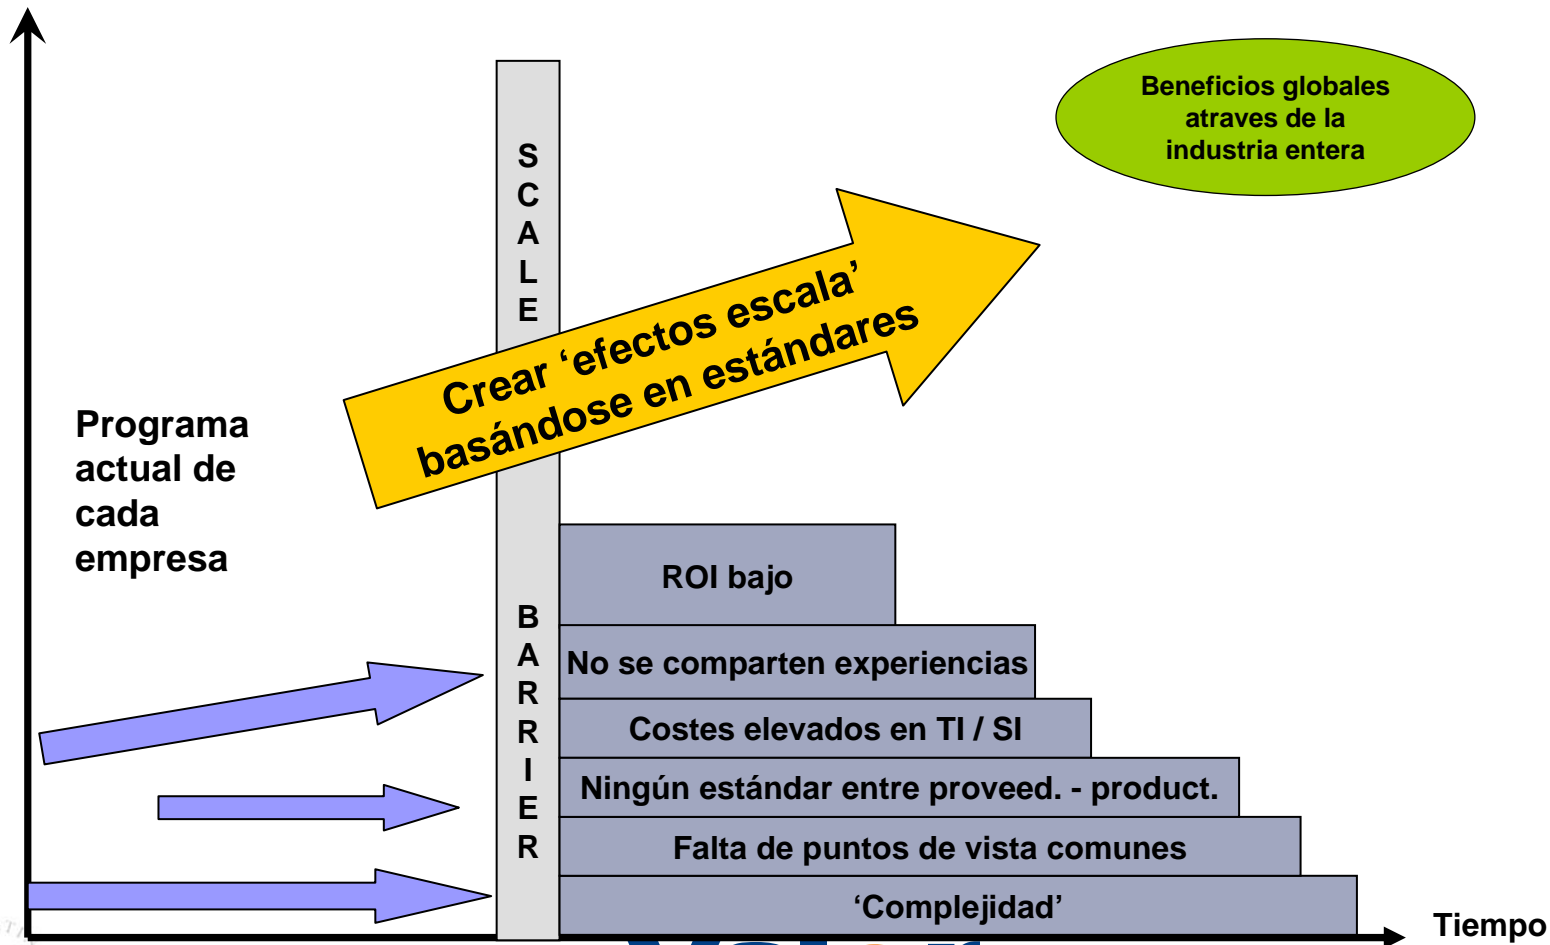 Beneficios globales
atraves de la
industria entera
SCALE
BARRIER
Crear ‘efectos escala’
basándose en estándares
Programa
actual de
cada
empresa
ROI bajo
No se comparten experiencias
Costes elevados en TI / SI
Ningún estándar entre proveed. - product.
Falta de puntos de vista comunes
‘Complejidad’
Tiempo